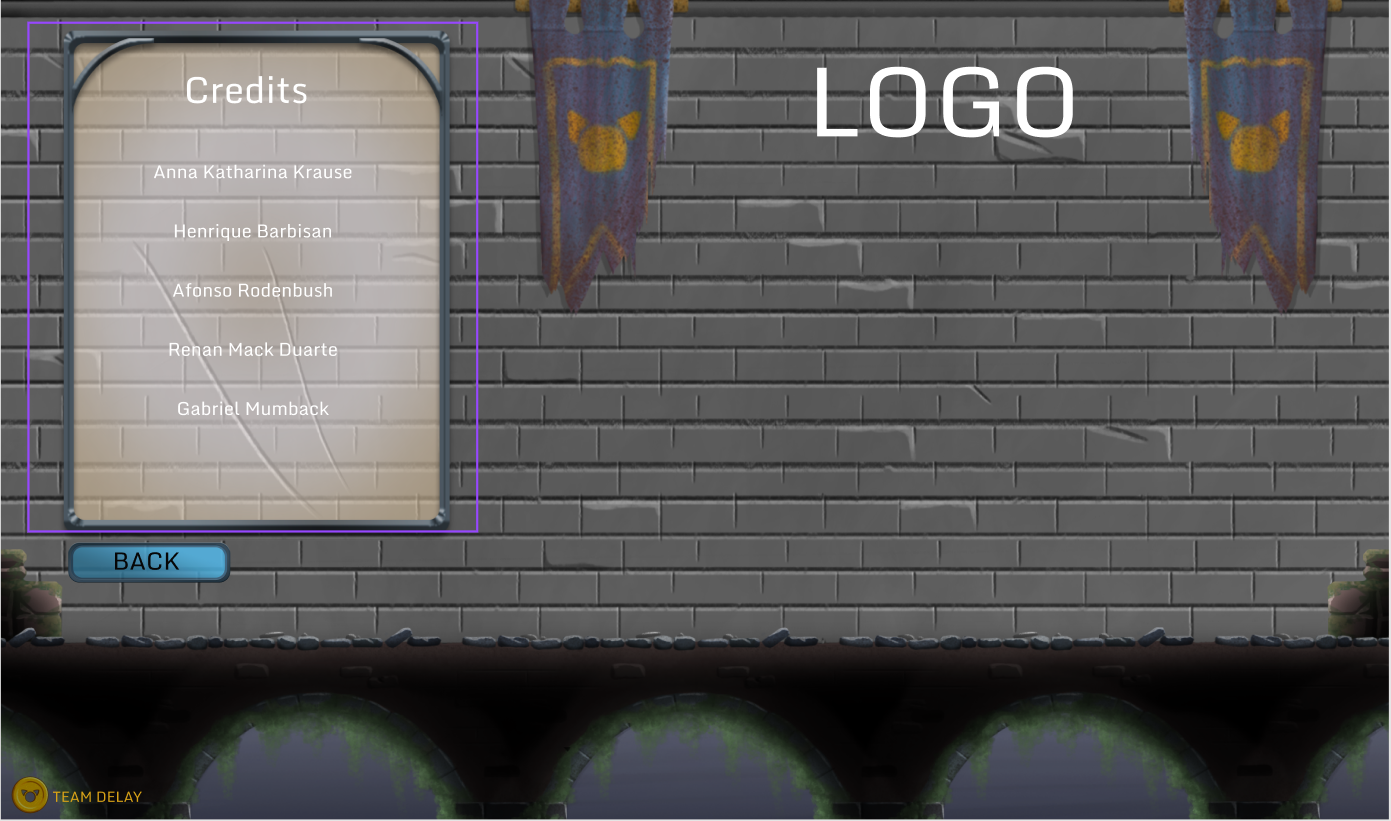 Credits
Anna Katharina Krause
Henrique Barbisan
Afonso Rodenbush
Renan Mack Duarte
Gabriel Mumback
BACK
LOGO
TEAM DELAY